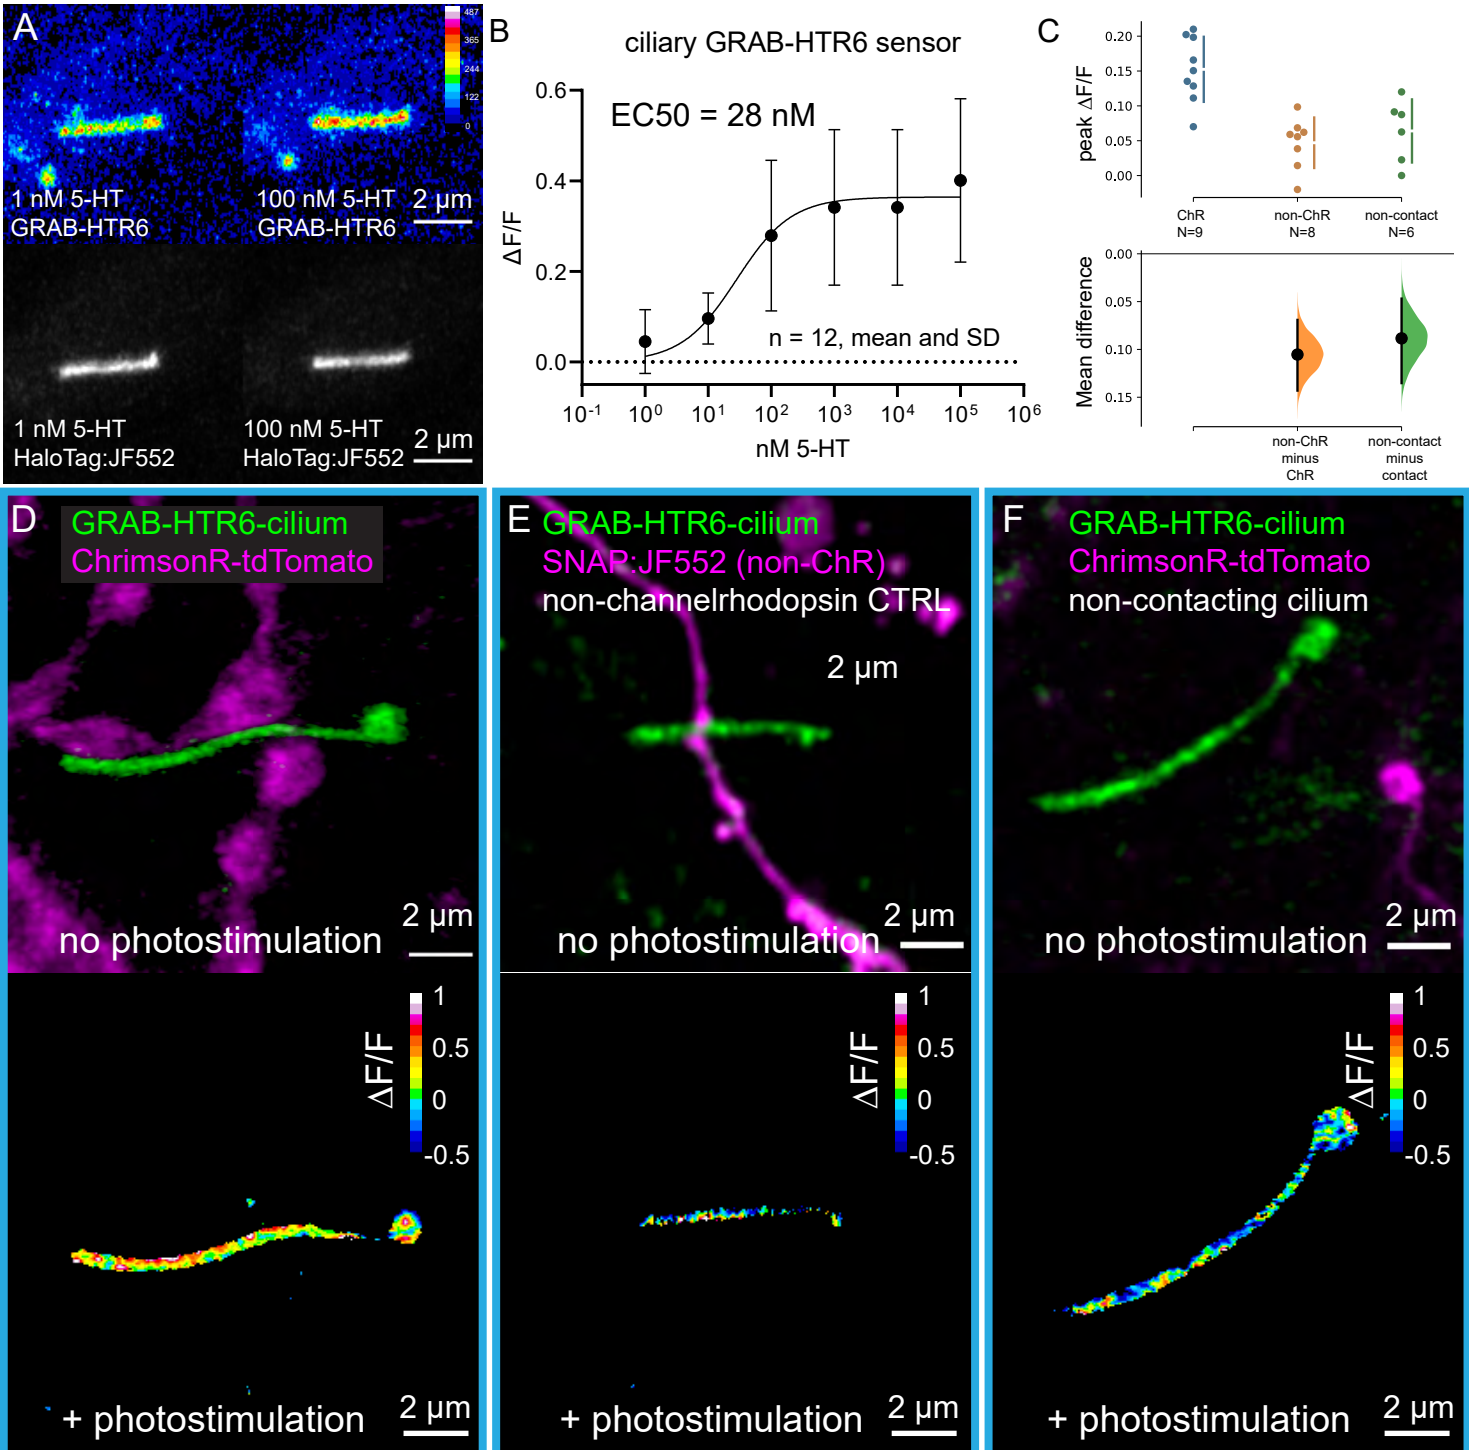 A
487
365
244
122
0
1 nM 5-HT
GRAB-HTR6
100 nM 5-HT
GRAB-HTR6
2 μm
1 nM 5-HT
HaloTag:JF552
100 nM 5-HT
HaloTag:JF552
2 μm
B
ciliary GRAB-HTR6 sensor
EC50 = 28 nM
ΔF/F
0.6
0.4
0.2
0.0
n = 12, mean and SD
10⁻¹ 10⁰ 10¹ 10² 10³ 10⁴ 10⁵ 10⁶
nM 5-HT
C
peak ΔF/F
0.20
0.15
0.10
0.05
0.00
ChR
N=9
non-ChR
N=8
non-contact
N=6
Mean difference
0.00
0.05
0.10
0.15
non-ChR
minus
ChR
non-contact
minus
contact
D
GRAB-HTR6-cilium
ChrimsonR-tdTomato
2 μm
no photostimulation
ΔF/F
1
0.5
0
-0.5
+ photostimulation
2 μm
E
GRAB-HTR6-cilium
SNAP:JF552 (non-ChR)
non-channelrhodopsin CTRL
2 μm
2 μm
no photostimulation
ΔF/F
1
0.5
0
-0.5
+ photostimulation
2 μm
F
GRAB-HTR6-cilium
ChrimsonR-tdTomato
non-contacting cilium
2 μm
no photostimulation
ΔF/F
1
0.5
0
-0.5
+ photostimulation
2 μm